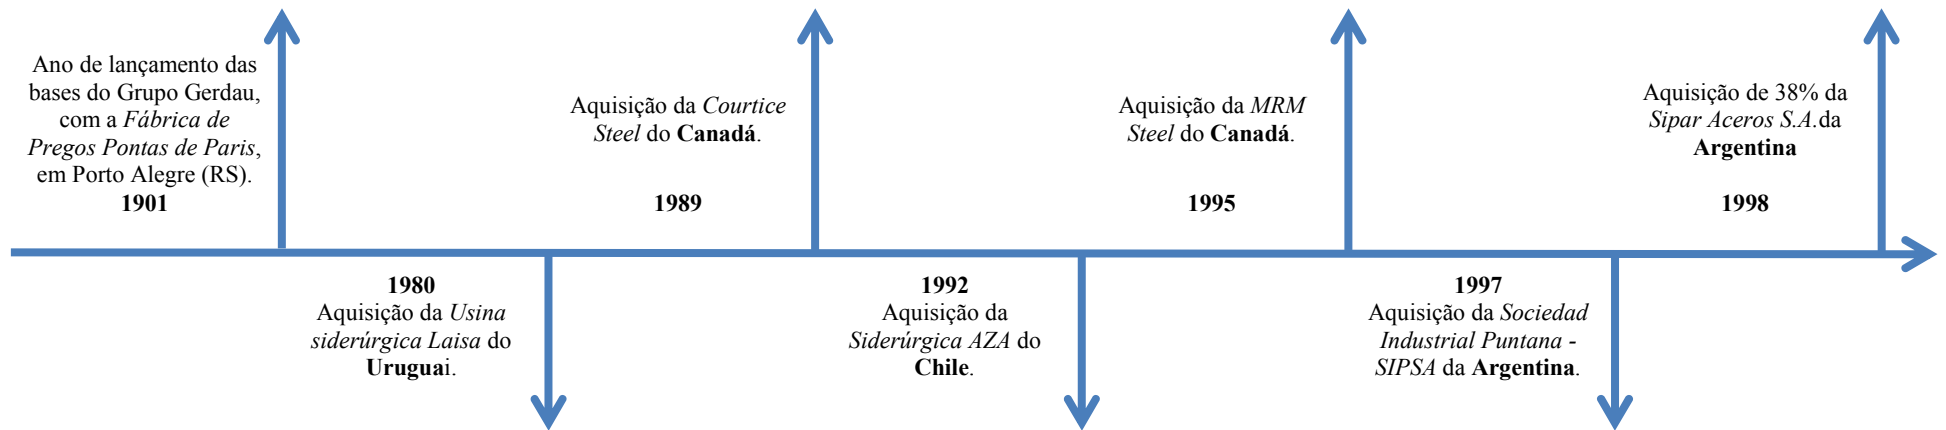 Ano de lançamento das
bases do Grupo Gerdau,
com a Fábrica de
Pregos Pontas de Paris,
em Porto Alegre (RS).
1901
1980
Aquisição da Usina
siderúrgica Laisa do
Uruguai.
Aquisição da Courtice
Steel do Canadá.
1989
1992
Aquisição da
Siderúrgica AZA do
Chile.
Aquisição da MRM
Steel do Canadá.
1995
1997
Aquisição da Sociedad
Industrial Puntana -
SIPSA da Argentina.
Aquisição de 38% da
Sipar Aceros S.A.da
Argentina
1998